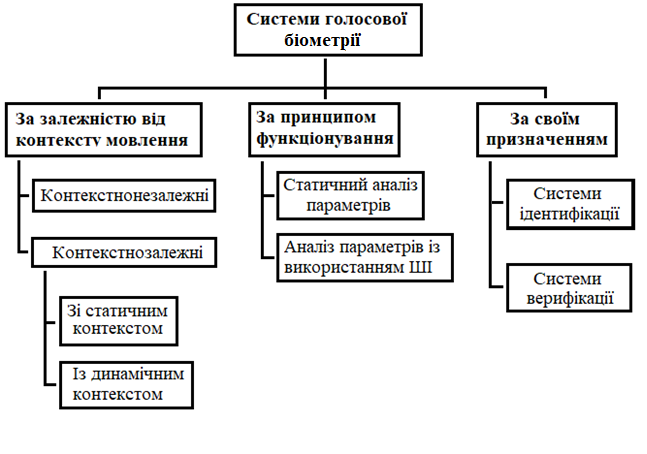 Системи голосової
біометрії
За залежністю від
контексту мовлення
Контекстнонезалежні
Контекстнозалежні
Зі статичним
контекстом
Із динамічним
контекстом
За принципом
функціонування
Статичний аналіз
параметрів
Аналіз параметрів із
використанням ШІ
За своїм
призначенням
Системи
ідентифікації
Системи
верифікації